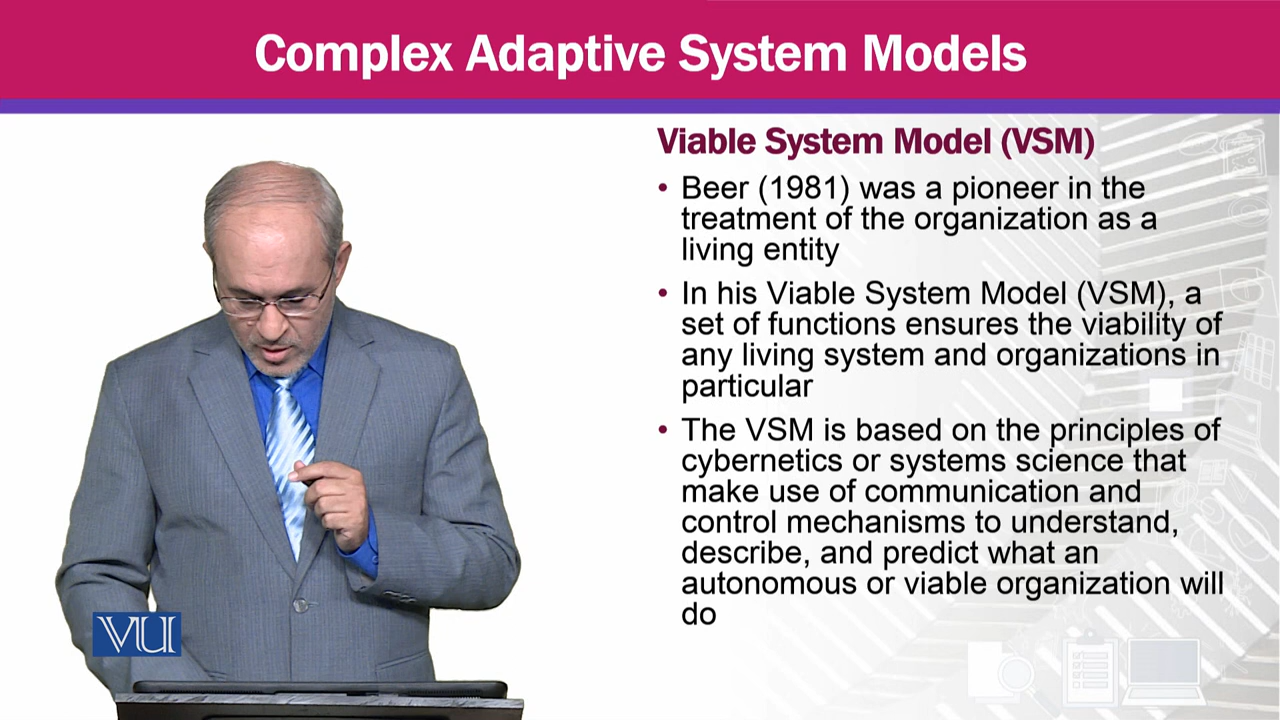 Complex Adaptive System Models
Viable System Model (VSM)
• Beer (1981) was a pioneer in the
treatment of the organization as a
living entity
• In his Viable System Model (VSM), a
set of functions ensures the viability of
any living system and organizations in
particular
• The VSM is based on the principles of
cybernetics or systems science that
make use of communication and
control mechanisms to understand,
describe, and predict what an
autonomous or viable organization will
do
VU